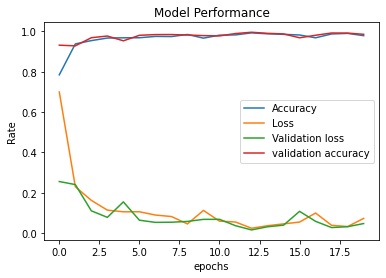 Model Performance
1.0
0.8
0.6
0.4
0.2
0.0
Rate
Accuracy
Loss
Validation loss
validation accuracy
0.0 2.5 5.0 7.5 10.0 12.5 15.0 17.5
epochs